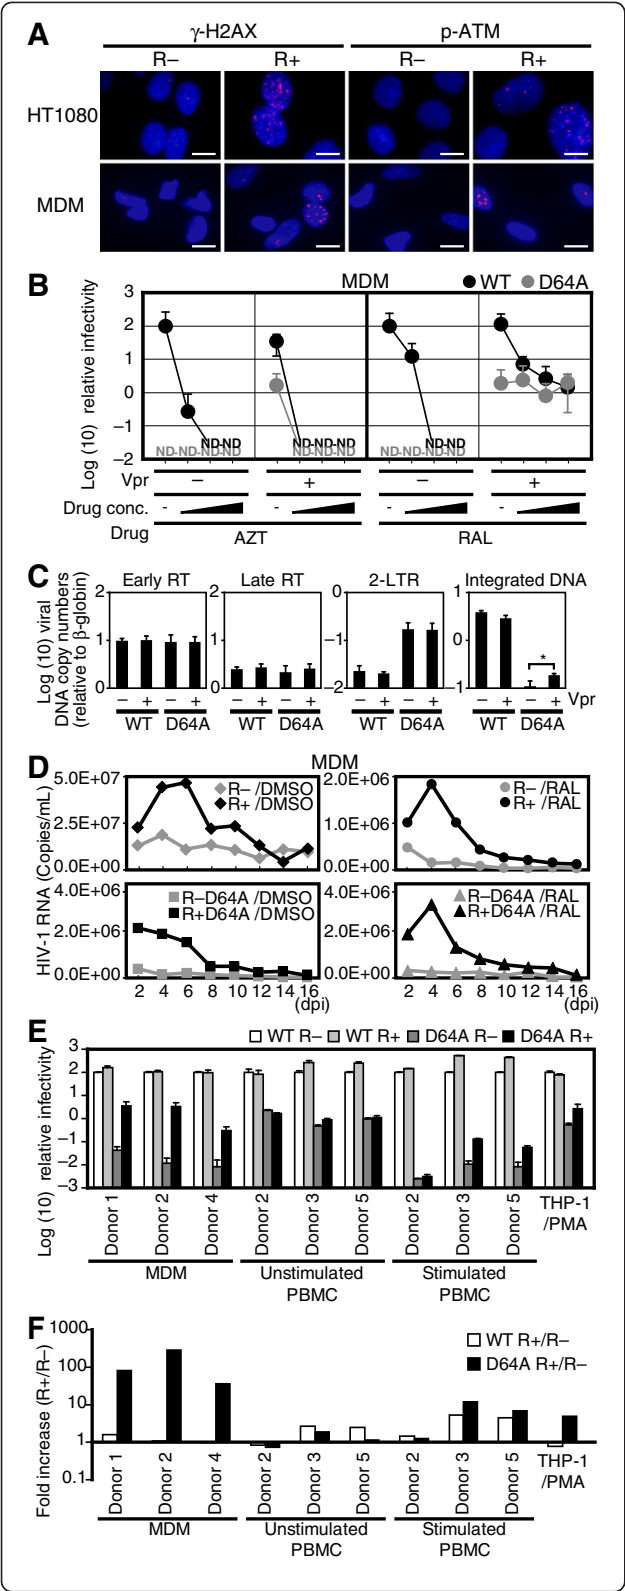 A
γ-H2AX p-ATM
R− R+ R− R+
HT1080
MDM
B
MDM
WT D64A
Log (10) relative infectivity
3
2
1
0
−1
−2
ND-ND
ND-ND-ND-ND
ND-ND-ND
ND-ND-ND
ND-ND
ND-ND-ND-ND
Vpr − + − +
Drug conc. - - - -
Drug AZT RAL
C
Early RT Late RT 2-LTR Integrated DNA
Log (10) viral
DNA copy numbers
(relative to β-globin)
2 2 0 1
1 1 −1 0
0 0 −2 1
*
− + − + − + − + − + − + − + − + Vpr
WT D64A WT D64A WT D64A WT D64A
D
MDM
HIV-1 RNA (Copies/mL)
5.0E+07
2.5E+07
0.0E+00
R− /DMSO
R+ /DMSO
2.0E+06
1.0E+06
0.0E+00
R− /RAL
R+ /RAL
4.0E+06
2.0E+06
0.0E+00
R−D64A /DMSO
R+D64A /DMSO
4.0E+06
2.0E+06
0.0E+00
R−D64A /RAL
R+D64A /RAL
2 4 6 8 10 12 14 16 2 4 6 8 10 12 14 16
(dpi) (dpi)
E
WT R− WT R+ D64A R− D64A R+
Log (10) relative infectivity
3
2
1
0
−1
−2
−3
Donor 1 Donor 2 Donor 4 Donor 2 Donor 3 Donor 5 Donor 2 Donor 3 Donor 5 THP-1
/PMA
MDM Unstimulated Stimulated
PBMC PBMC
F
Fold increase (R+/R−)
1000
100
10
1
0.1
WT R+/R−
D64A R+/R−
Donor 1 Donor 2 Donor 4 Donor 2 Donor 3 Donor 5 Donor 2 Donor 3 Donor 5 THP-1
/PMA
MDM Unstimulated Stimulated
PBMC PBMC